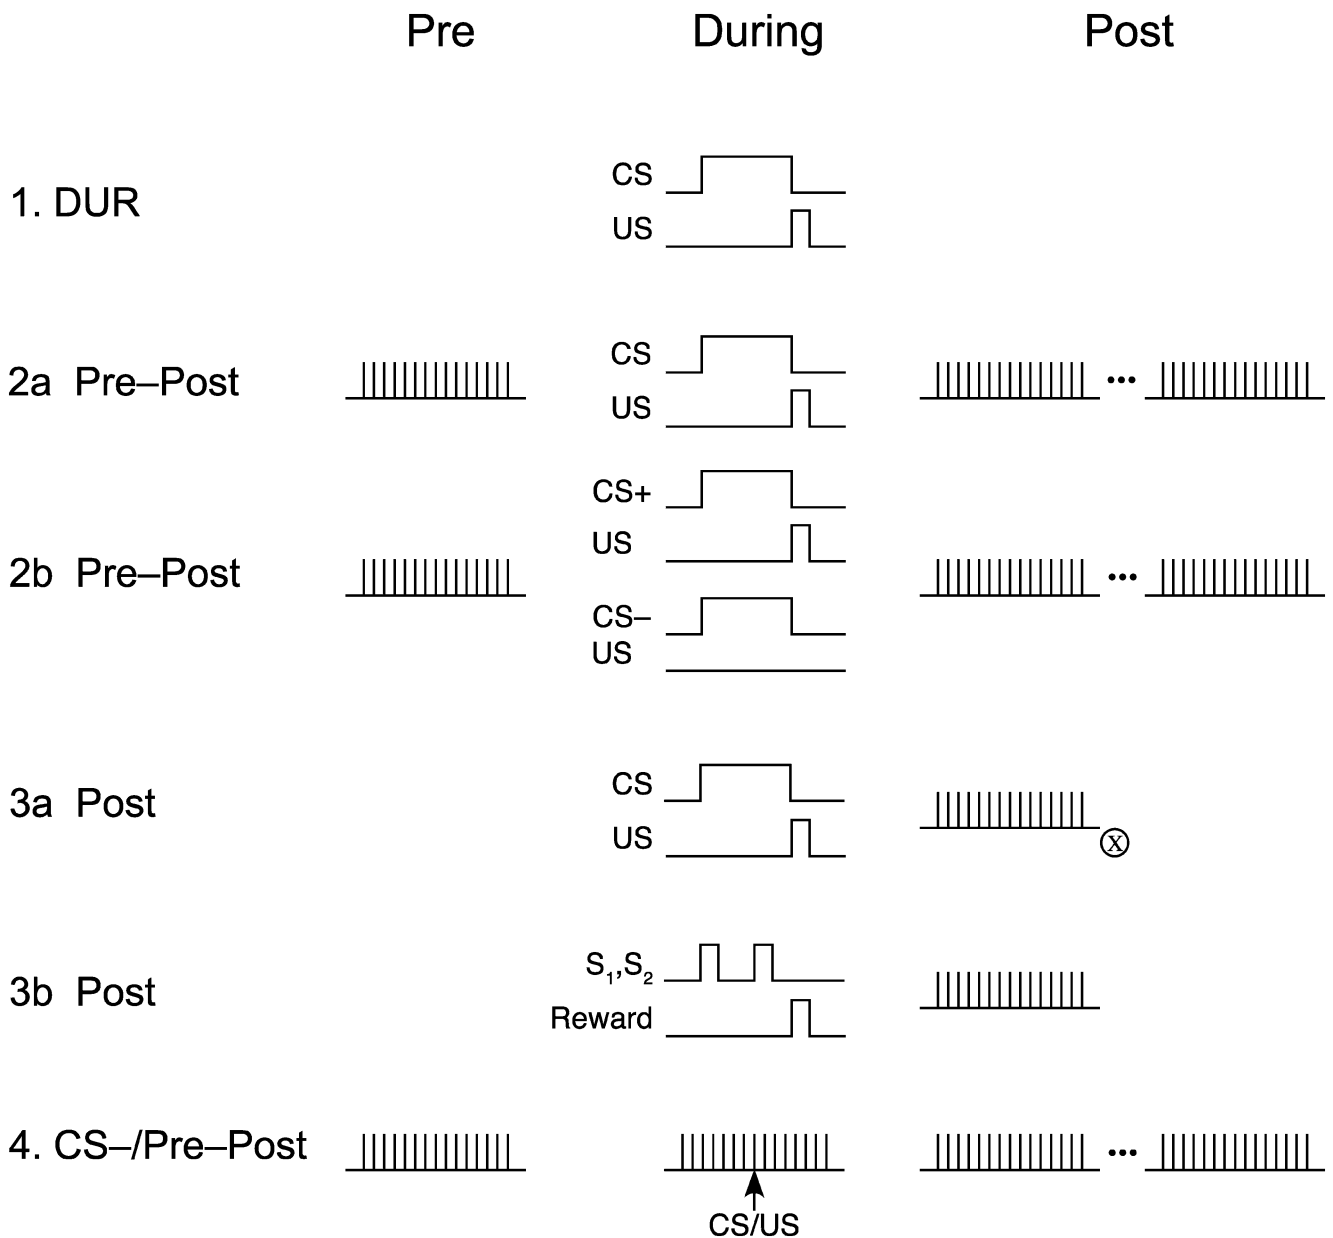 Pre During Post
1. DUR
CS
US
2a Pre–Post
CS
US
•••
2b Pre–Post
CS+
US
CS–
US
•••
3a Post
CS
US
X
3b Post
S1,S2
Reward
4. CS–/Pre–Post
•••
CS/US